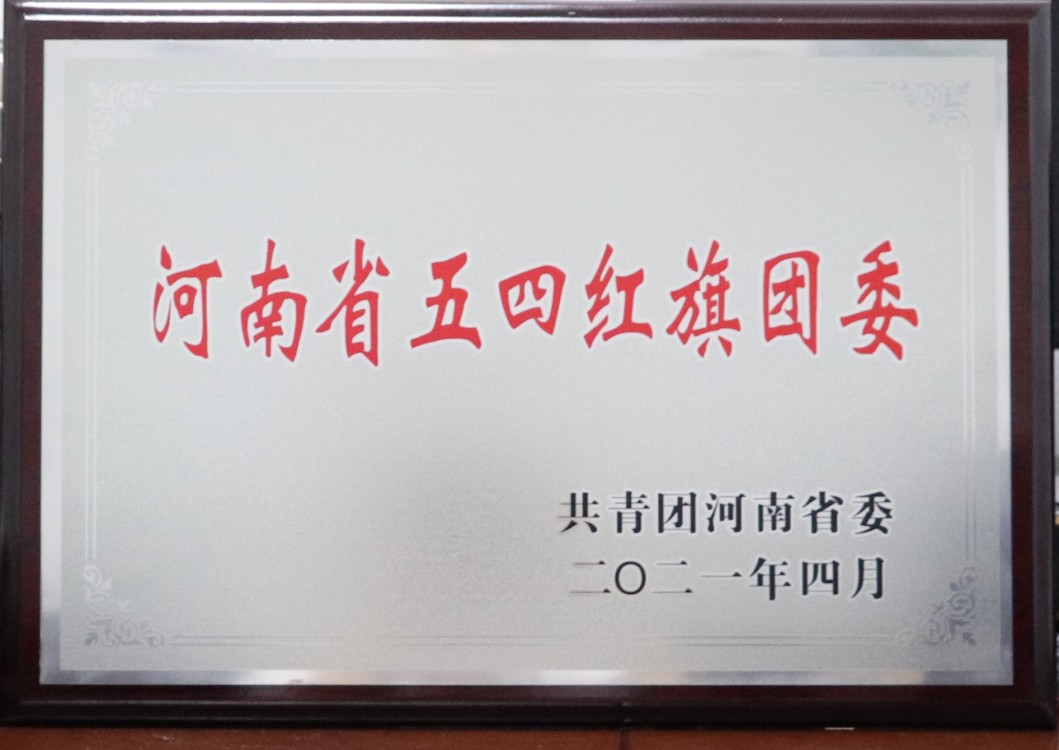 河南省五四红旗团委
共青团河南省委
二〇二一年四月